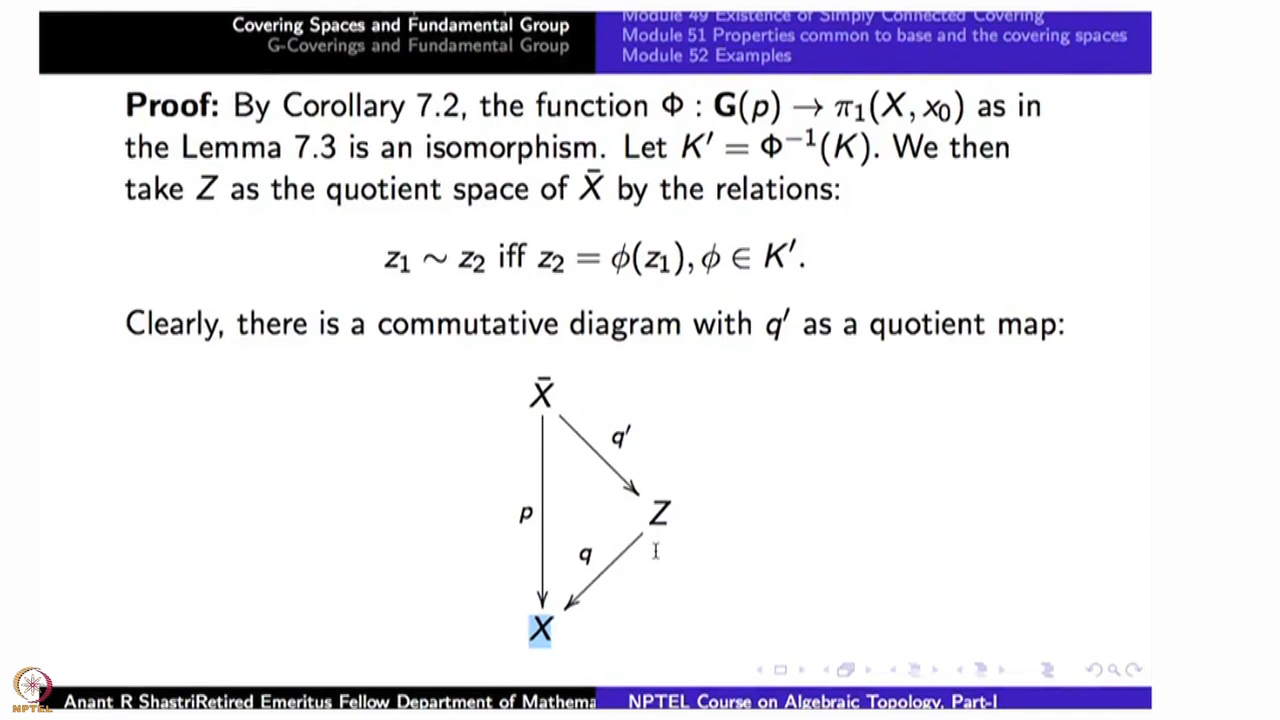 Covering Spaces and Fundamental Group
G-Coverings and Fundamental Group
Module 49 Existence of Simply Connected Covering
Module 51 Properties common to base and the covering spaces
Module 52 Examples
Proof: By Corollary 7.2, the function Φ : G(p) → π₁(X, x₀) as in
the Lemma 7.3 is an isomorphism. Let K′ = Φ⁻¹(K). We then
take Z as the quotient space of X̄ by the relations:
z₁ ∼ z₂ iff z₂ = ϕ(z₁), ϕ ∈ K′.
Clearly, there is a commutative diagram with q′ as a quotient map:
X̄
q′
p
Z
q
X
NPTEL
Anant R ShastriRetired Emeritus Fellow Department of Mathema
NPTEL Course on Algebraic Topology, Part-I